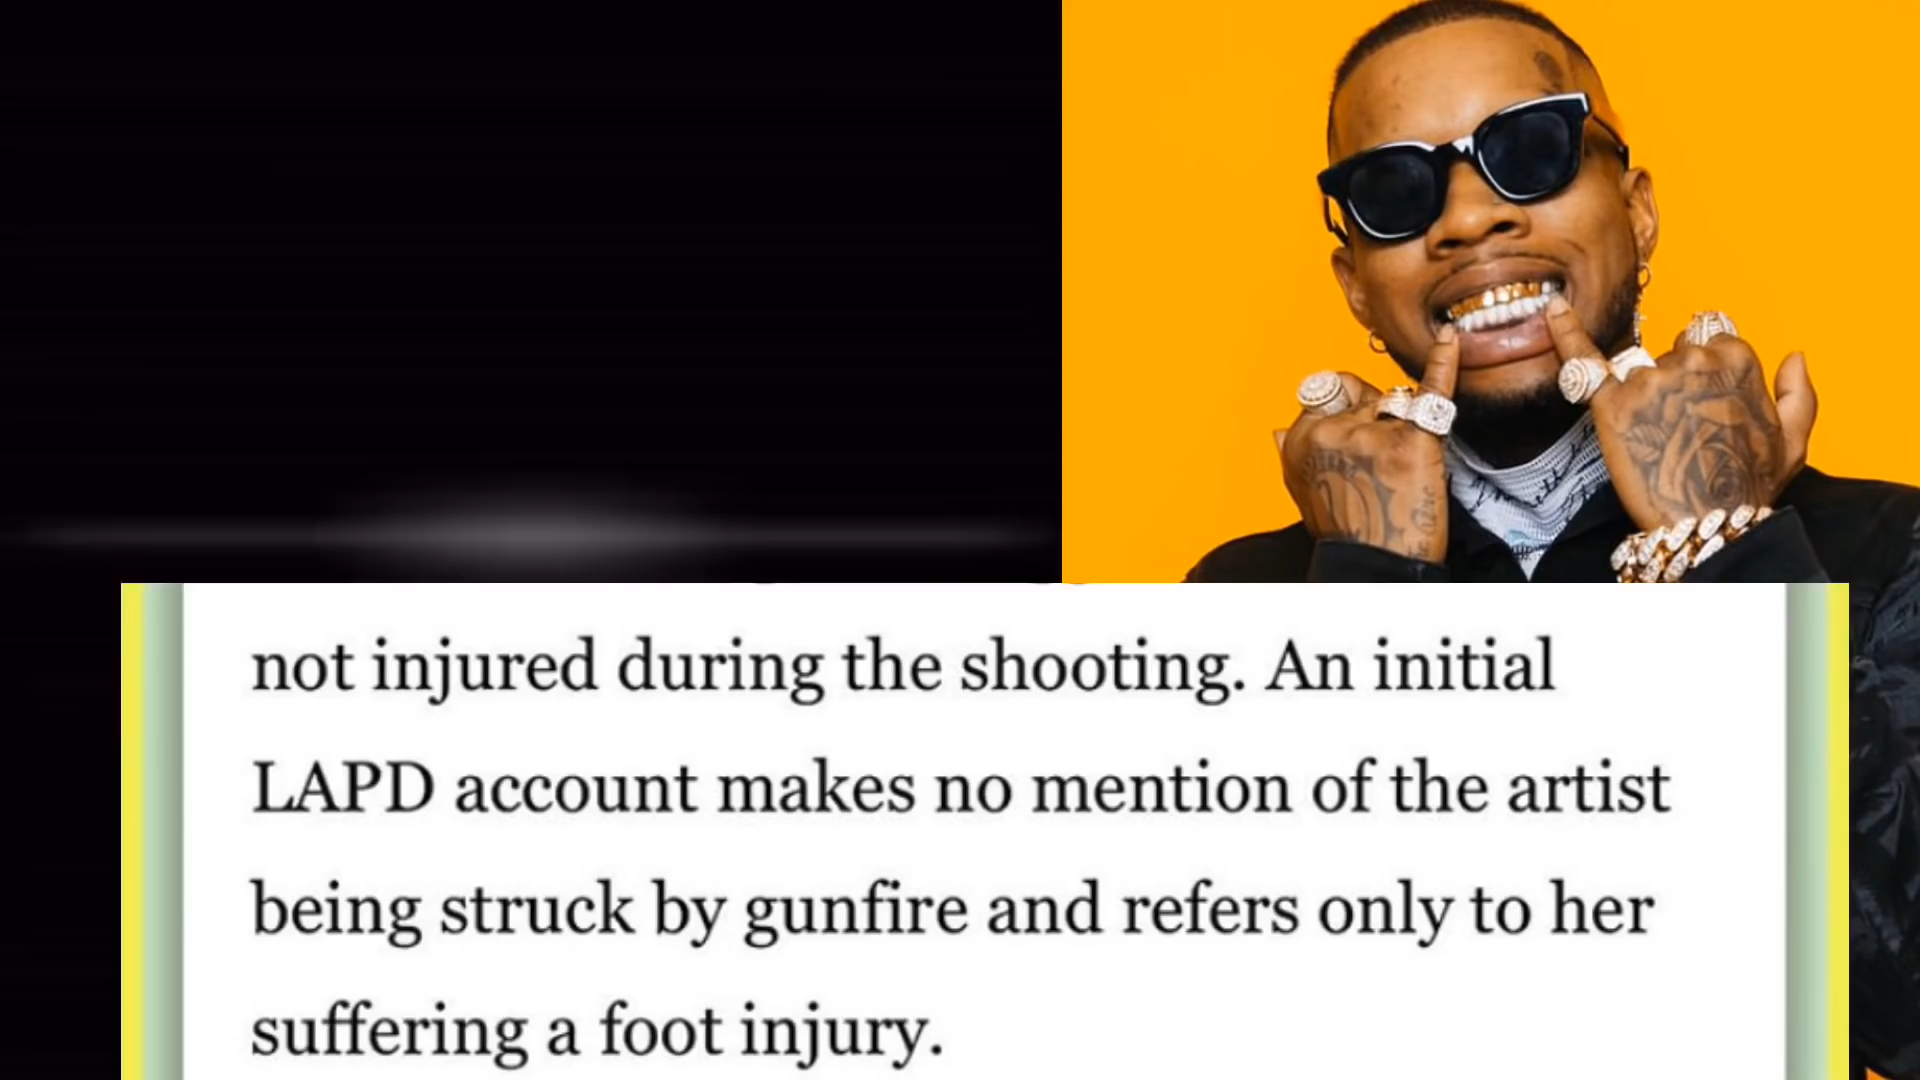 not injured during the shooting. An initial
LAPD account makes no mention of the artist
being struck by gunfire and refers only to her
suffering a foot injury.